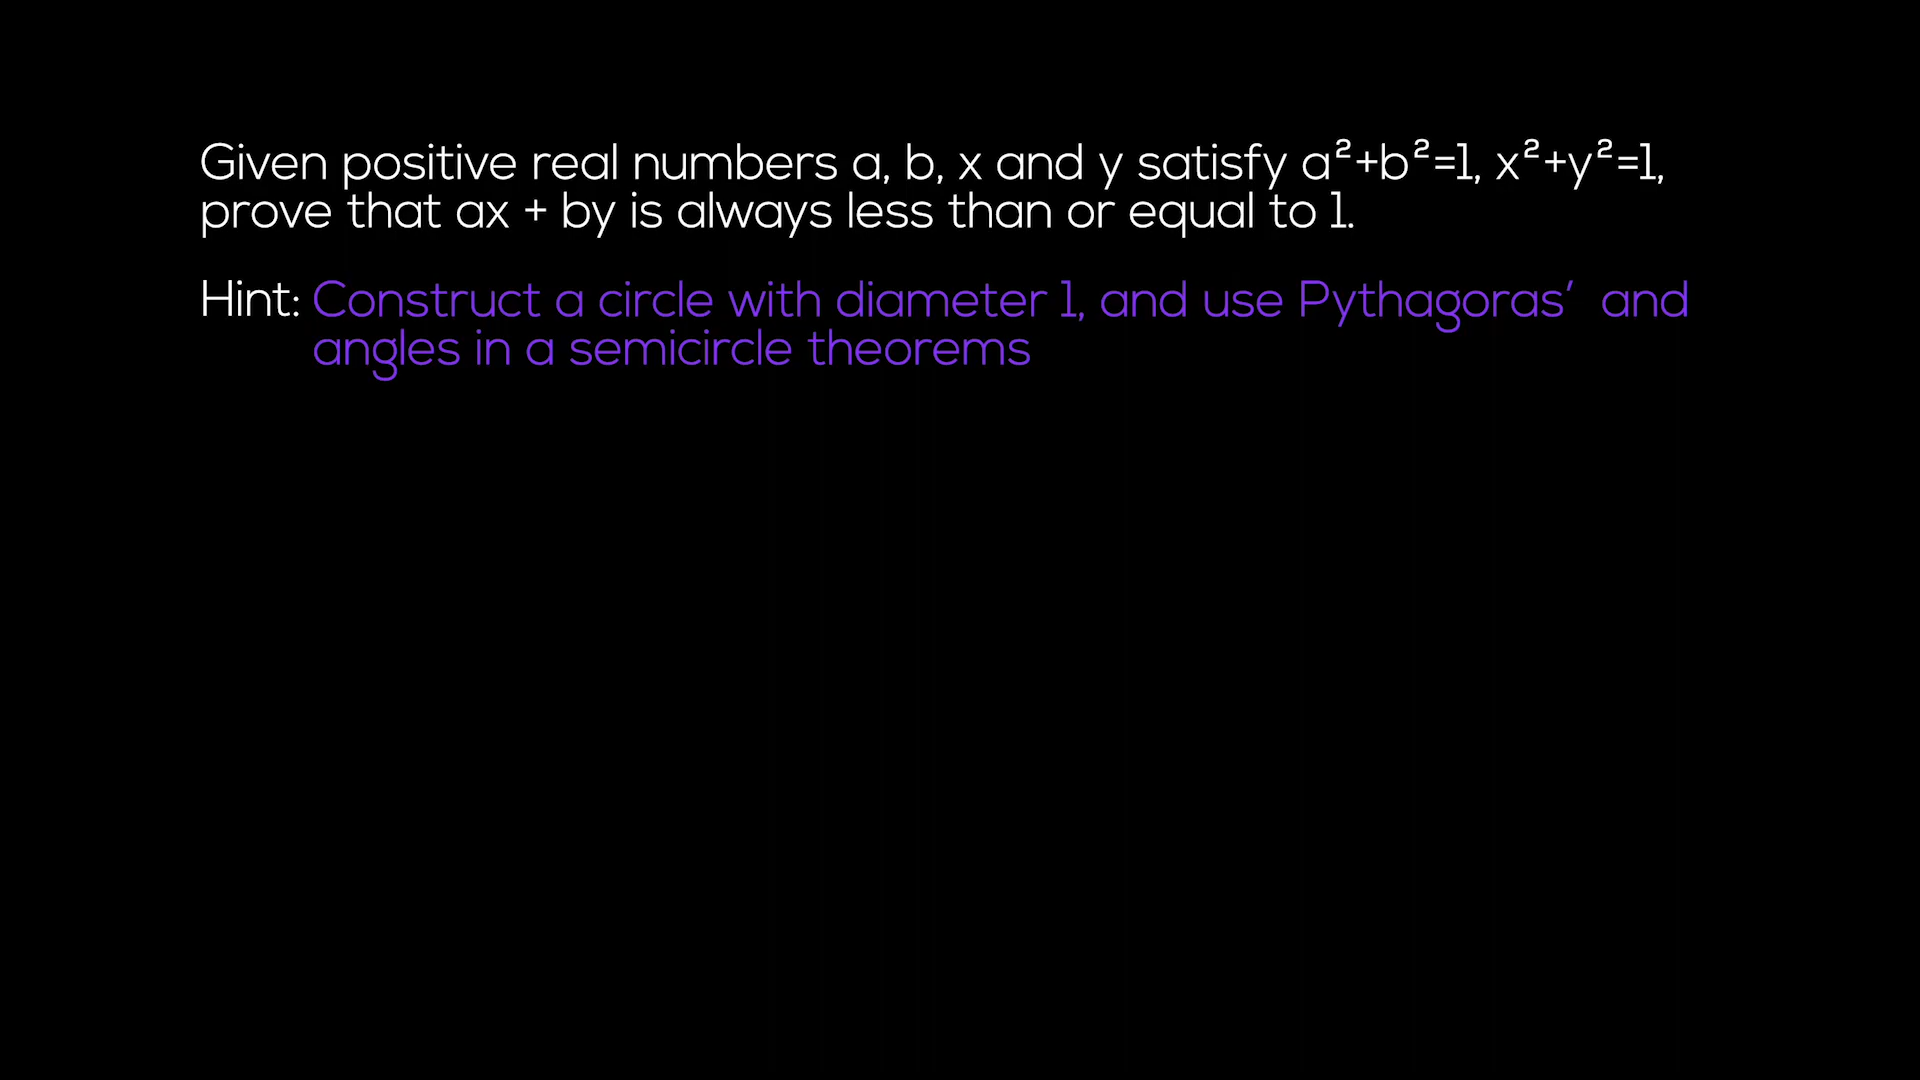 Given positive real numbers a, b, x and y satisfy a²+b²=1, x²+y²=1,
prove that ax + by is always less than or equal to 1.
Hint: Construct a circle with diameter 1, and use Pythagoras’ and
angles in a semicircle theorems